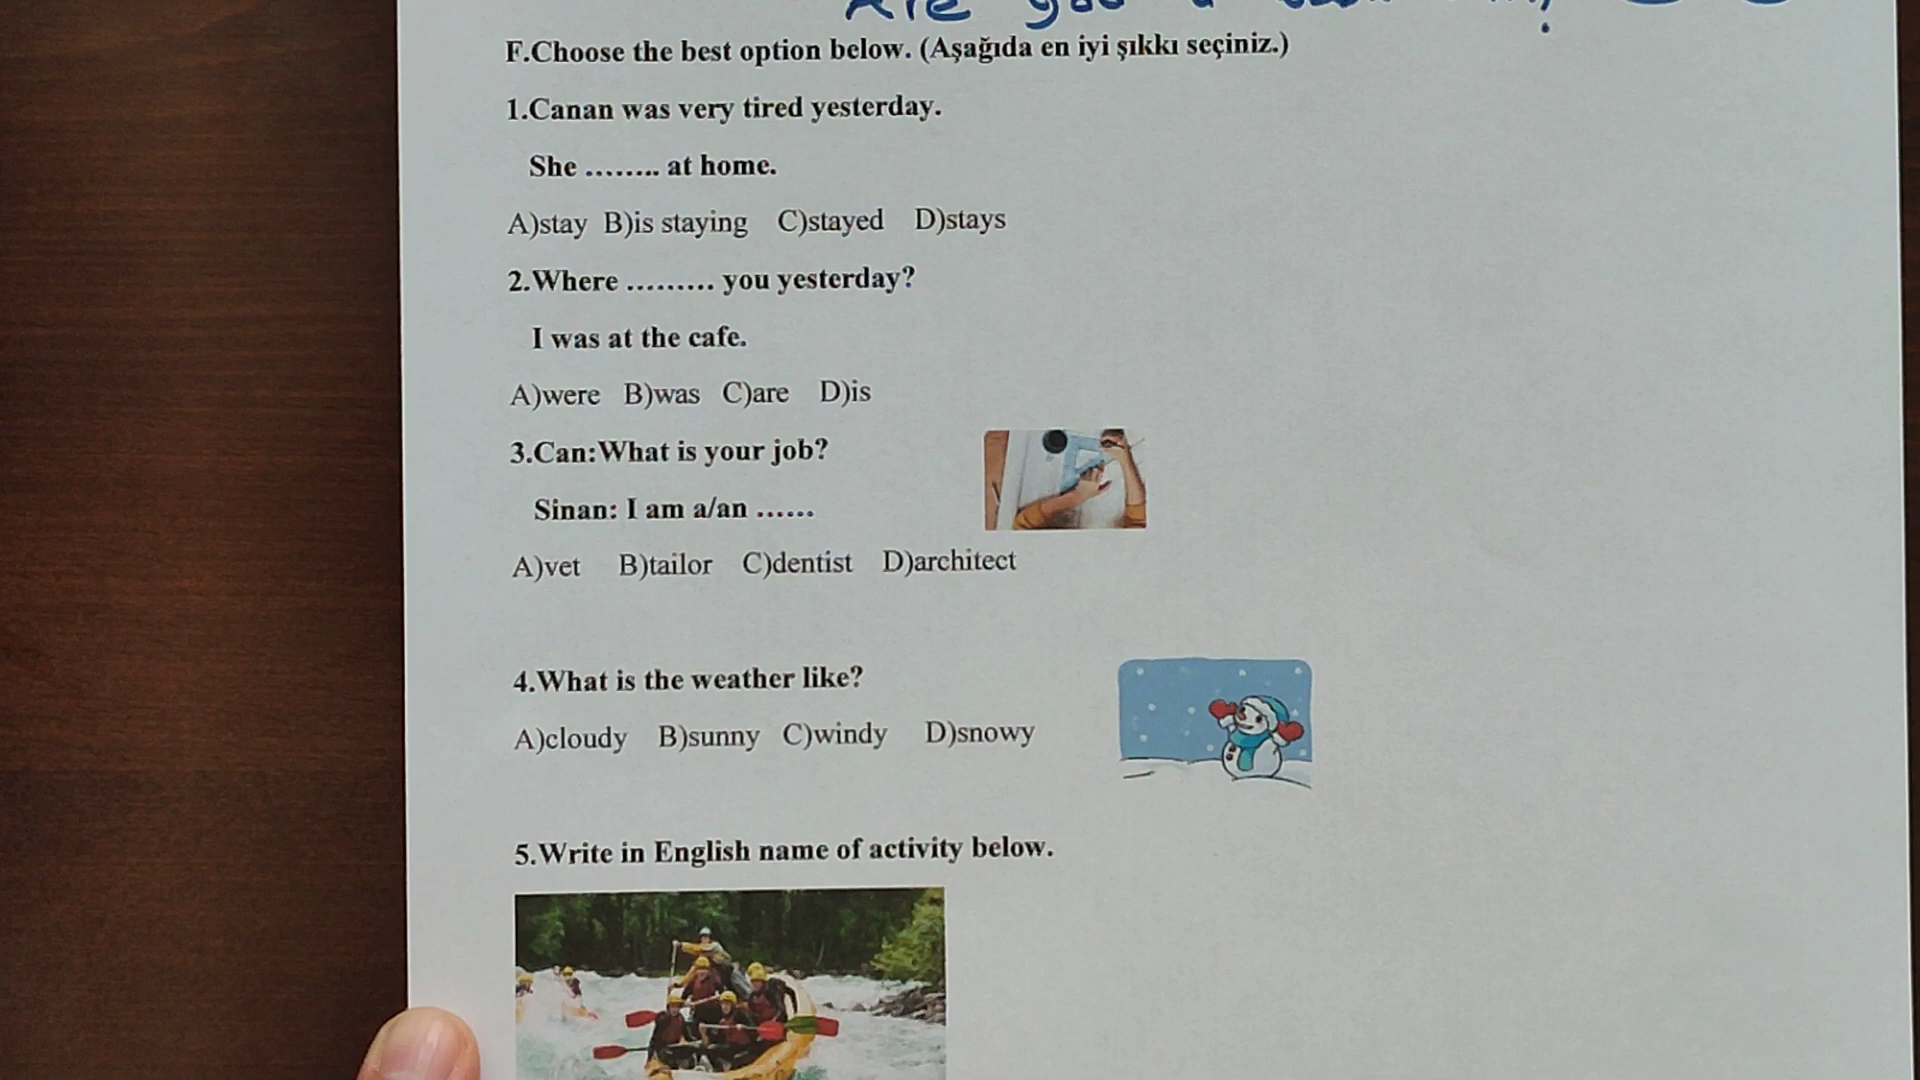 Are you a
F.Choose the best option below. (Aşağıda en iyi şıkkı seçiniz.)
1.Canan was very tired yesterday.
She ........ at home.
A)stay B)is staying C)stayed D)stays
2.Where ......... you yesterday?
I was at the cafe.
A)were B)was C)are D)is
3.Can:What is your job?
Sinan: I am a/an ......
A)vet B)tailor C)dentist D)architect
4.What is the weather like?
A)cloudy B)sunny C)windy D)snowy
5.Write in English name of activity below.